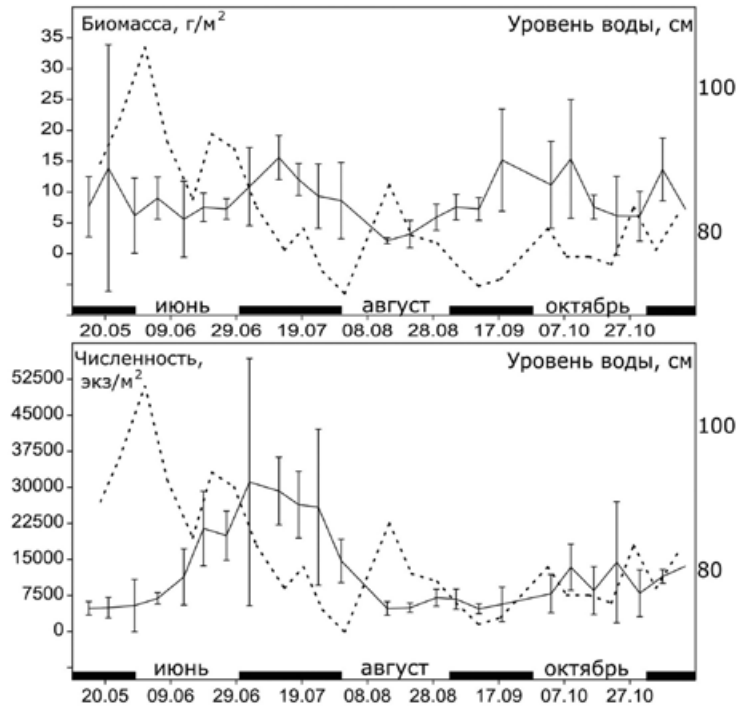 Биомасса, г/м² Уровень воды, см
35
30
25
20
15
10
5
0
100
80
июнь август октябрь
20.05 09.06 29.06 19.07 08.08 28.08 17.09 07.10 27.10
Численность, Уровень воды, см
экз/м²
52500
45000
37500
30000
22500
15000
7500
0
100
80
июнь август октябрь
20.05 09.06 29.06 19.07 08.08 28.08 17.09 07.10 27.10